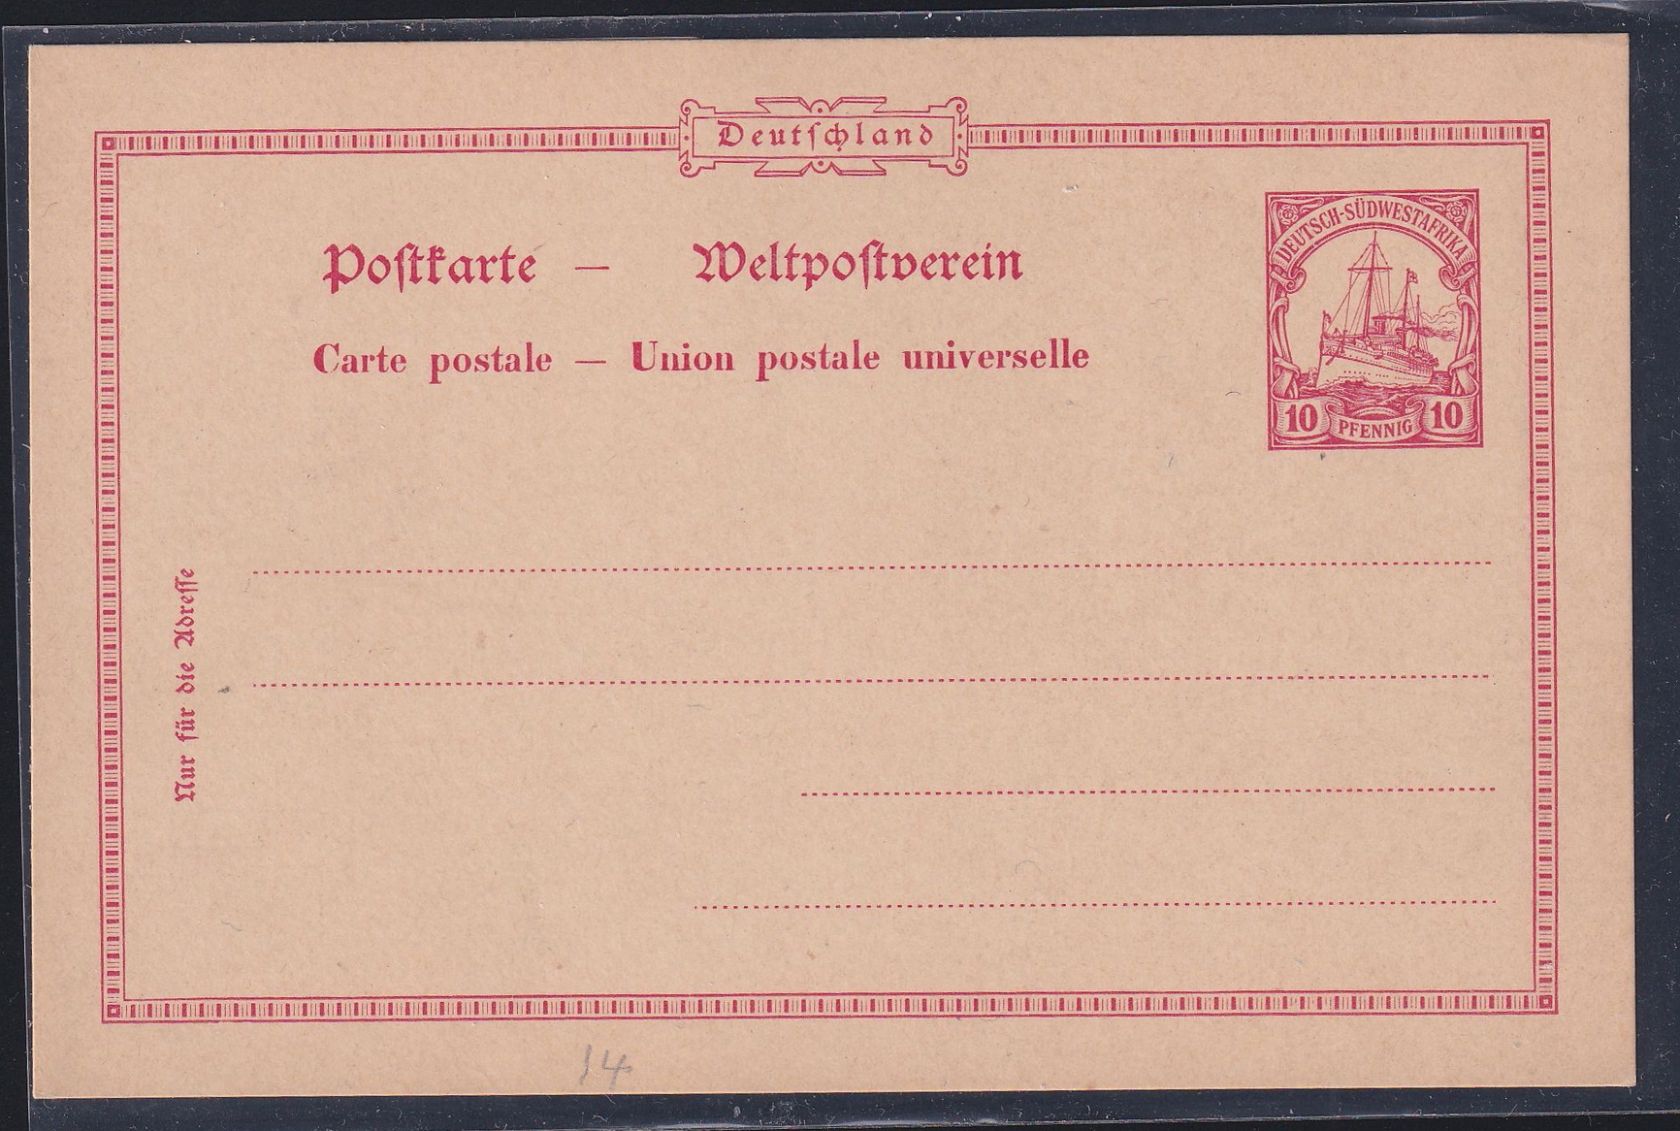 Deutſchland
DEUTSCH-SÜDWESTAFRIKA
Poſtkarte — Weltpoſtverein
Carte postale — Union postale universelle
10 PFENNIG 10
Nur für die Adreſſe
14